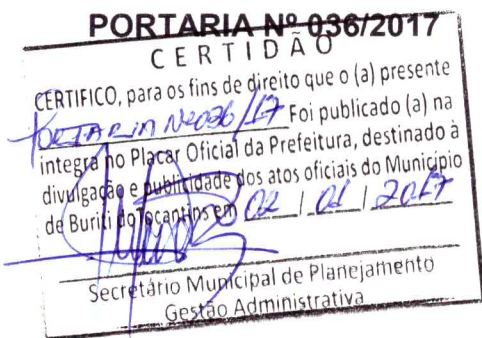 PORTARIA Nº 036/2017
CERTIDÃO
CERTIFICO, para os fins de direito que o (a) presente
PORTARIA Nº 036/17 Foi publicado (a) na
integra no Placar Oficial da Prefeitura, destinado à
divulgação e publicidade dos atos oficiais do Município
de Buriti do Tocantins em 02 / 01 / 2017
Secretário Municipal de Planejamento
Gestão Administrativa